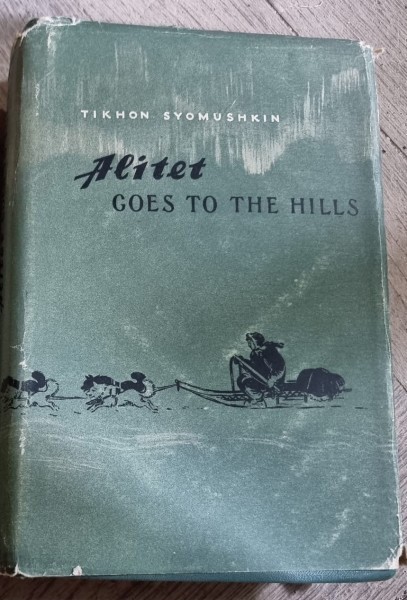 TIKHON SYOMUSHKIN
Alitet
GOES TO THE HILLS